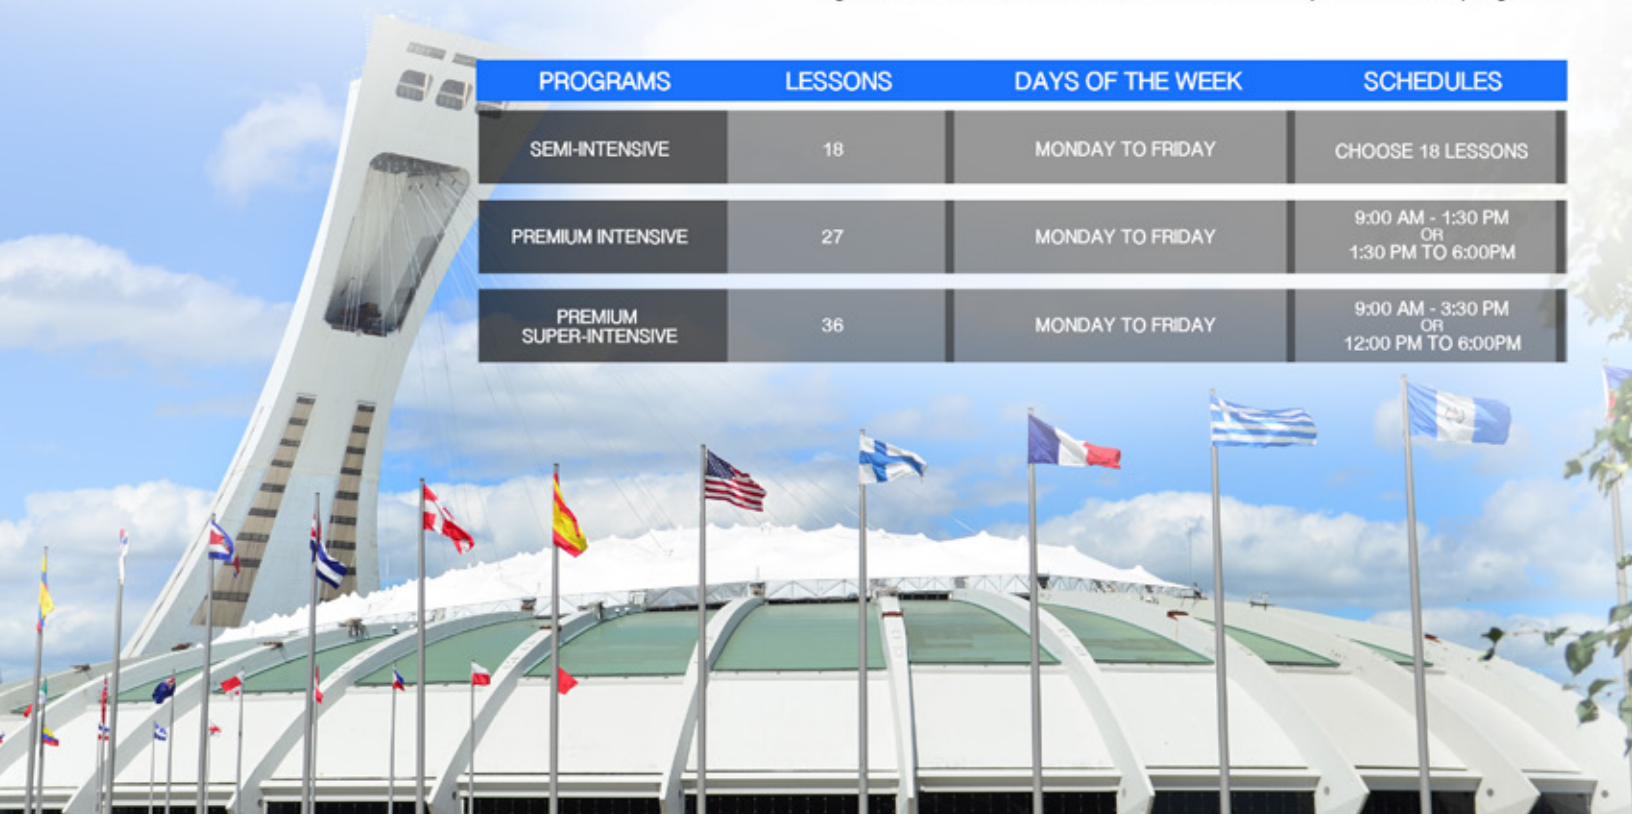 PROGRAMS LESSONS DAYS OF THE WEEK SCHEDULES
SEMI-INTENSIVE 18 MONDAY TO FRIDAY CHOOSE 18 LESSONS
PREMIUM INTENSIVE 27 MONDAY TO FRIDAY 9:00 AM - 1:30 PM
OR
1:30 PM TO 6:00PM
PREMIUM
SUPER-INTENSIVE 36 MONDAY TO FRIDAY 9:00 AM - 3:30 PM
OR
12:00 PM TO 6:00PM